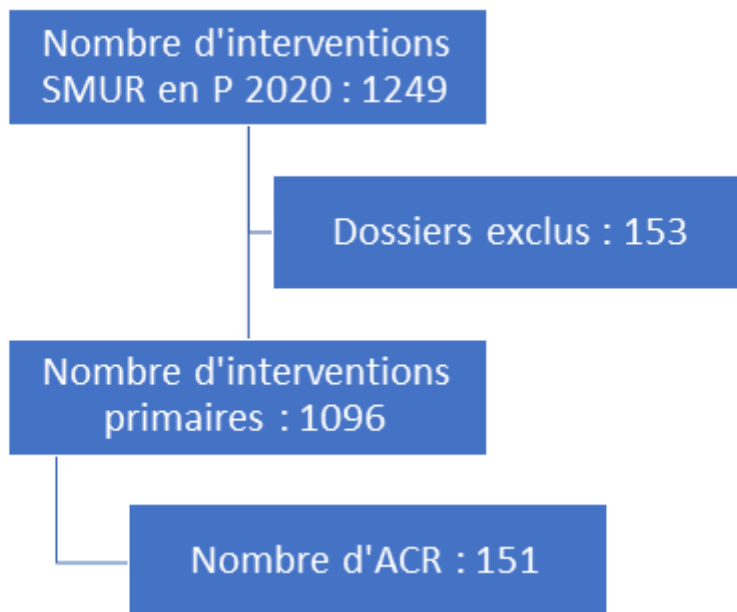 Nombre d'interventions
SMUR en P 2020 : 1249
Dossiers exclus : 153
Nombre d'interventions
primaires : 1096
Nombre d'ACR : 151